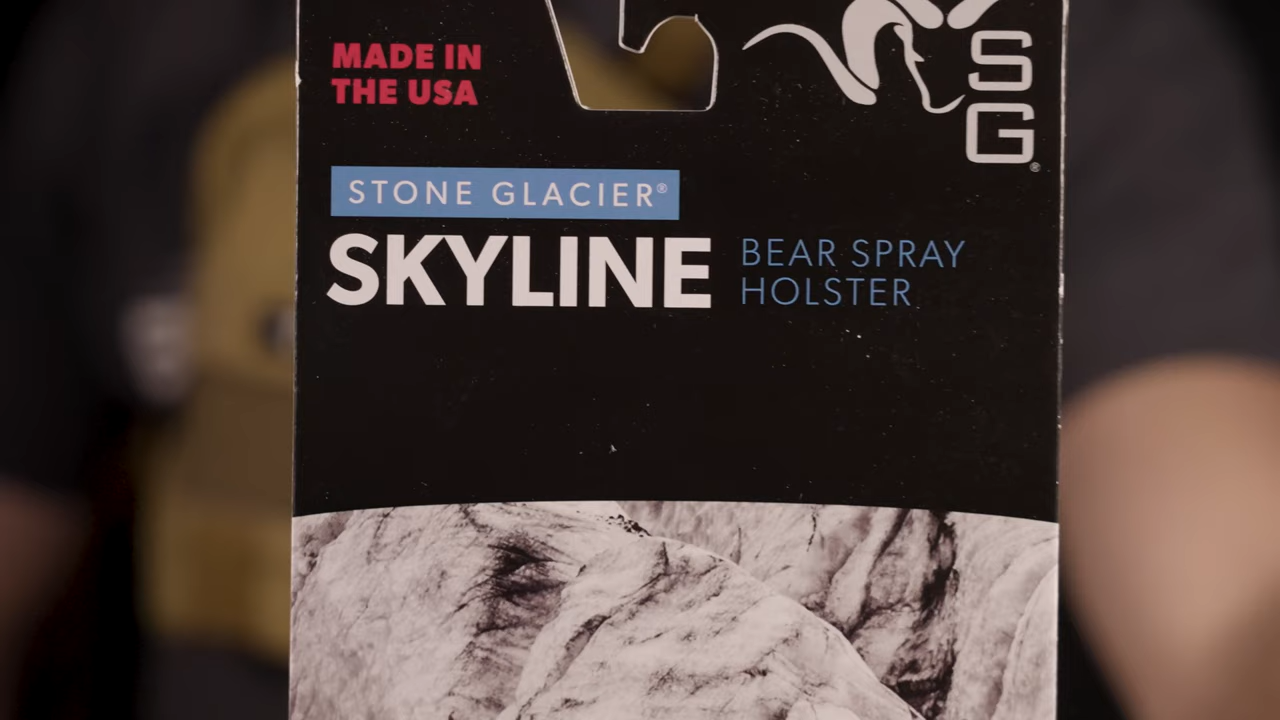 MADE IN
THE USA
SG®
STONE GLACIER®
SKYLINE
BEAR SPRAY
HOLSTER